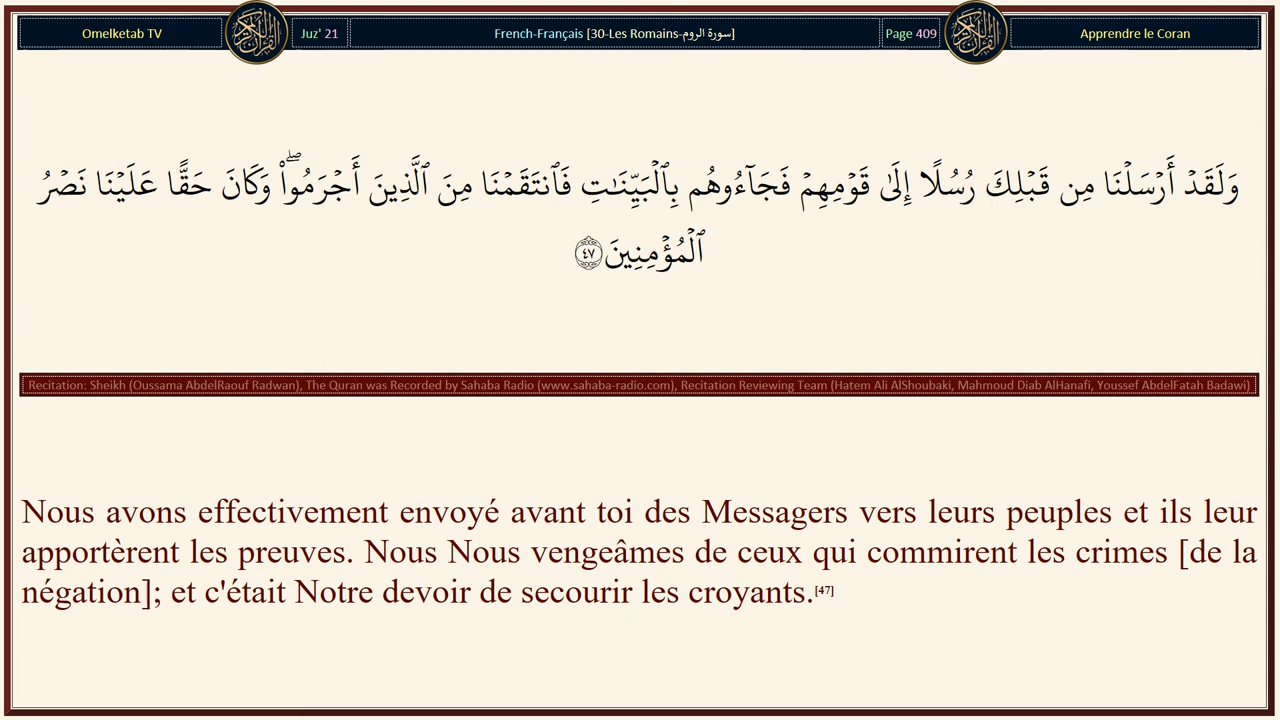 Omelketab TV
Juz' 21
French-Français [30-Les Romains-سورة الروم]
Page 409
Apprendre le Coran
وَلَقَدۡ أَرۡسَلۡنَا مِن قَبۡلِكَ رُسُلًا إِلَىٰ قَوۡمِهِمۡ فَجَآءُوهُم بِٱلۡبَيِّنَٰتِ فَٱنتَقَمۡنَا مِنَ ٱلَّذِينَ أَجۡرَمُواْۖ وَكَانَ حَقًّا عَلَيۡنَا نَصۡرُ
ٱلۡمُؤۡمِنِينَ ٤٧
Recitation: Sheikh (Oussama AbdelRaouf Radwan), The Quran was Recorded by Sahaba Radio (www.sahaba-radio.com), Recitation Reviewing Team (Hatem Ali AlShoubaki, Mahmoud Diab AlHanafi, Youssef AbdelFatah Badawi)
Nous avons effectivement envoyé avant toi des Messagers vers leurs peuples et ils leur
apportèrent les preuves. Nous Nous vengeâmes de ceux qui commirent les crimes [de la
négation]; et c'était Notre devoir de secourir les croyants.[47]